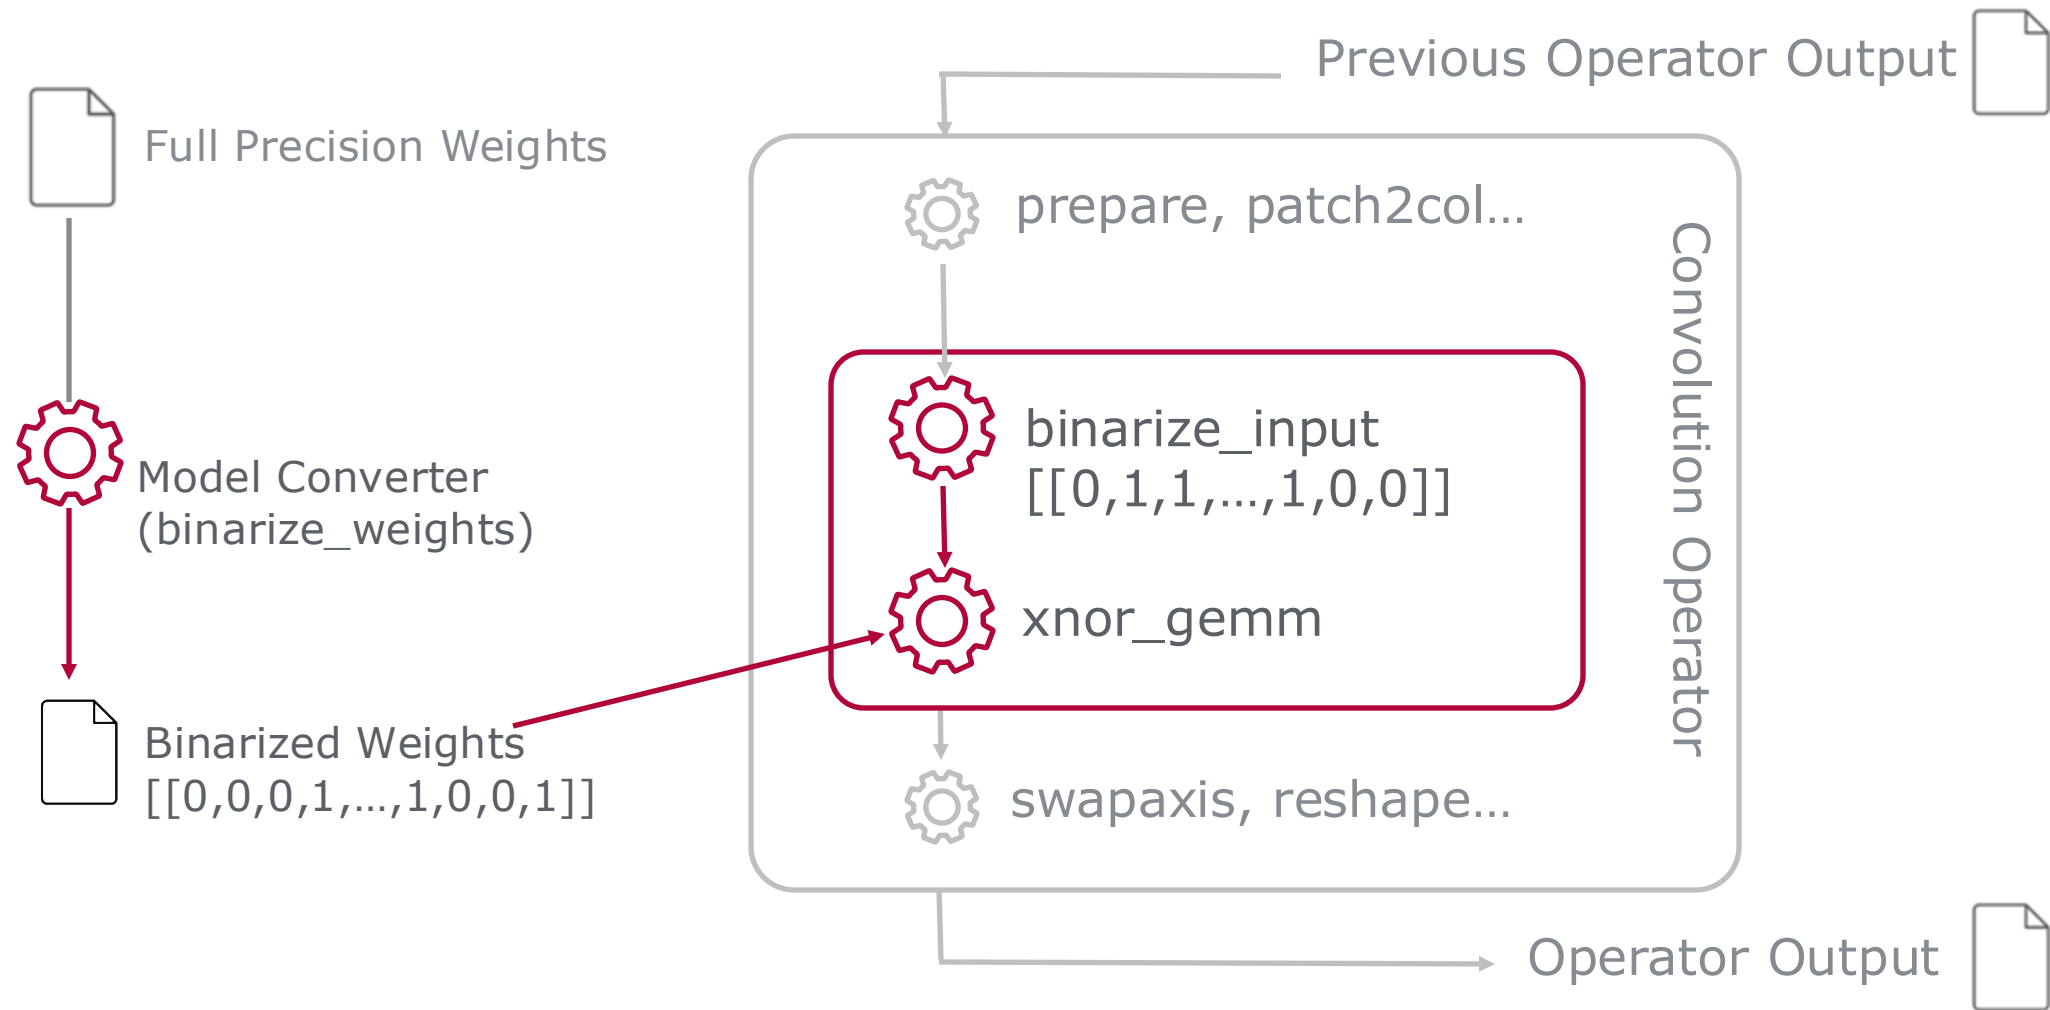 Previous Operator Output
Full Precision Weights
prepare, patch2col...
Convolution Operator
binarize_input
[[0,1,1,...,1,0,0]]
Model Converter
(binarize_weights)
xnor_gemm
Binarized Weights
[[0,0,0,1,...,1,0,0,1]]
swapaxis, reshape...
Operator Output